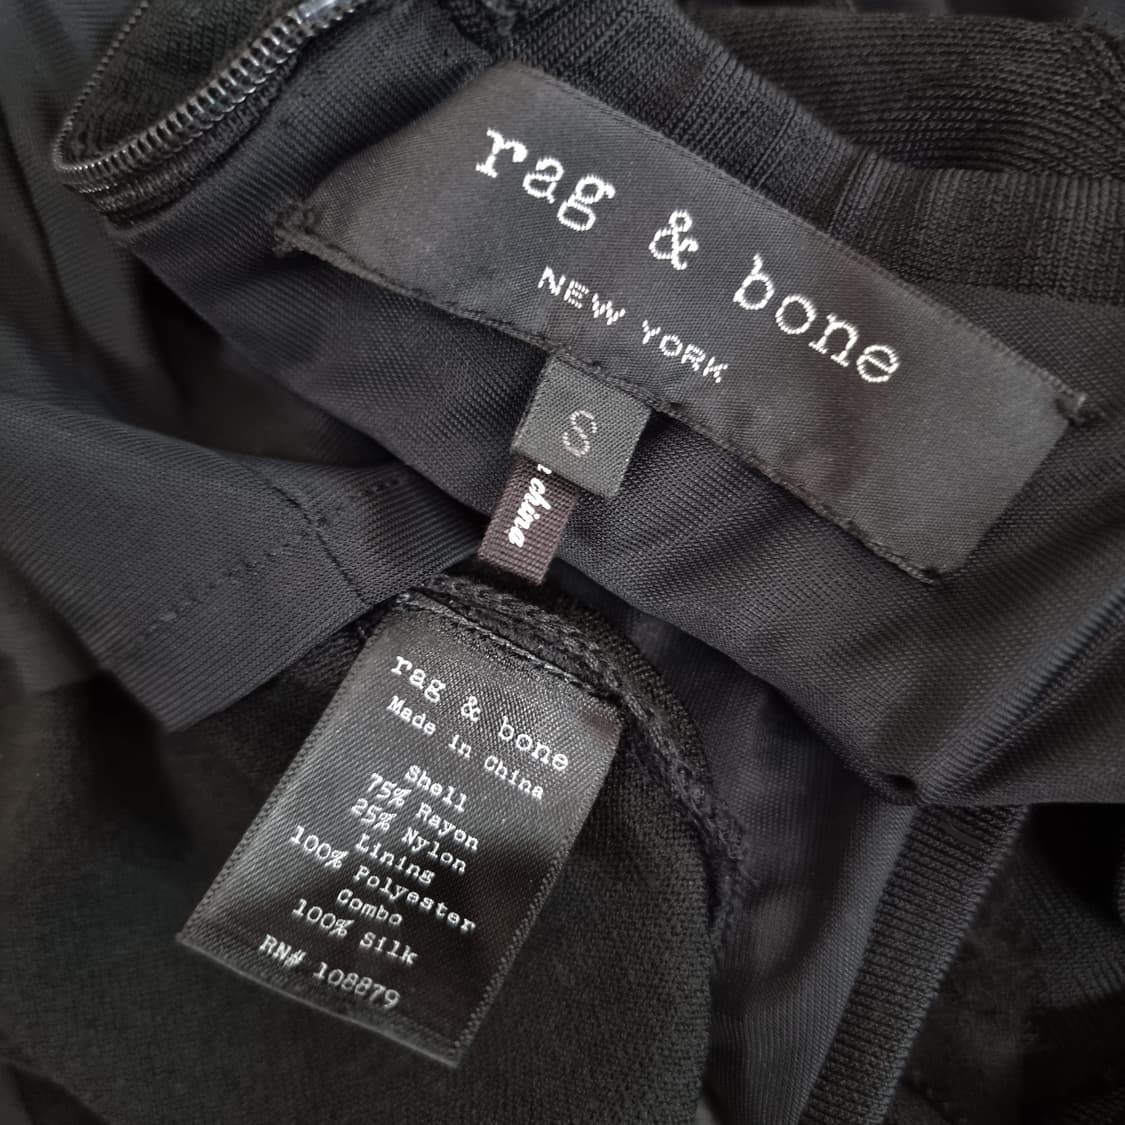 rag & bone
NEW YORK
S
china
rag & bone
Made in China
Shell
75% Rayon
25% Nylon
Lining
100% Polyester
Combo
100% Silk
RN# 108879